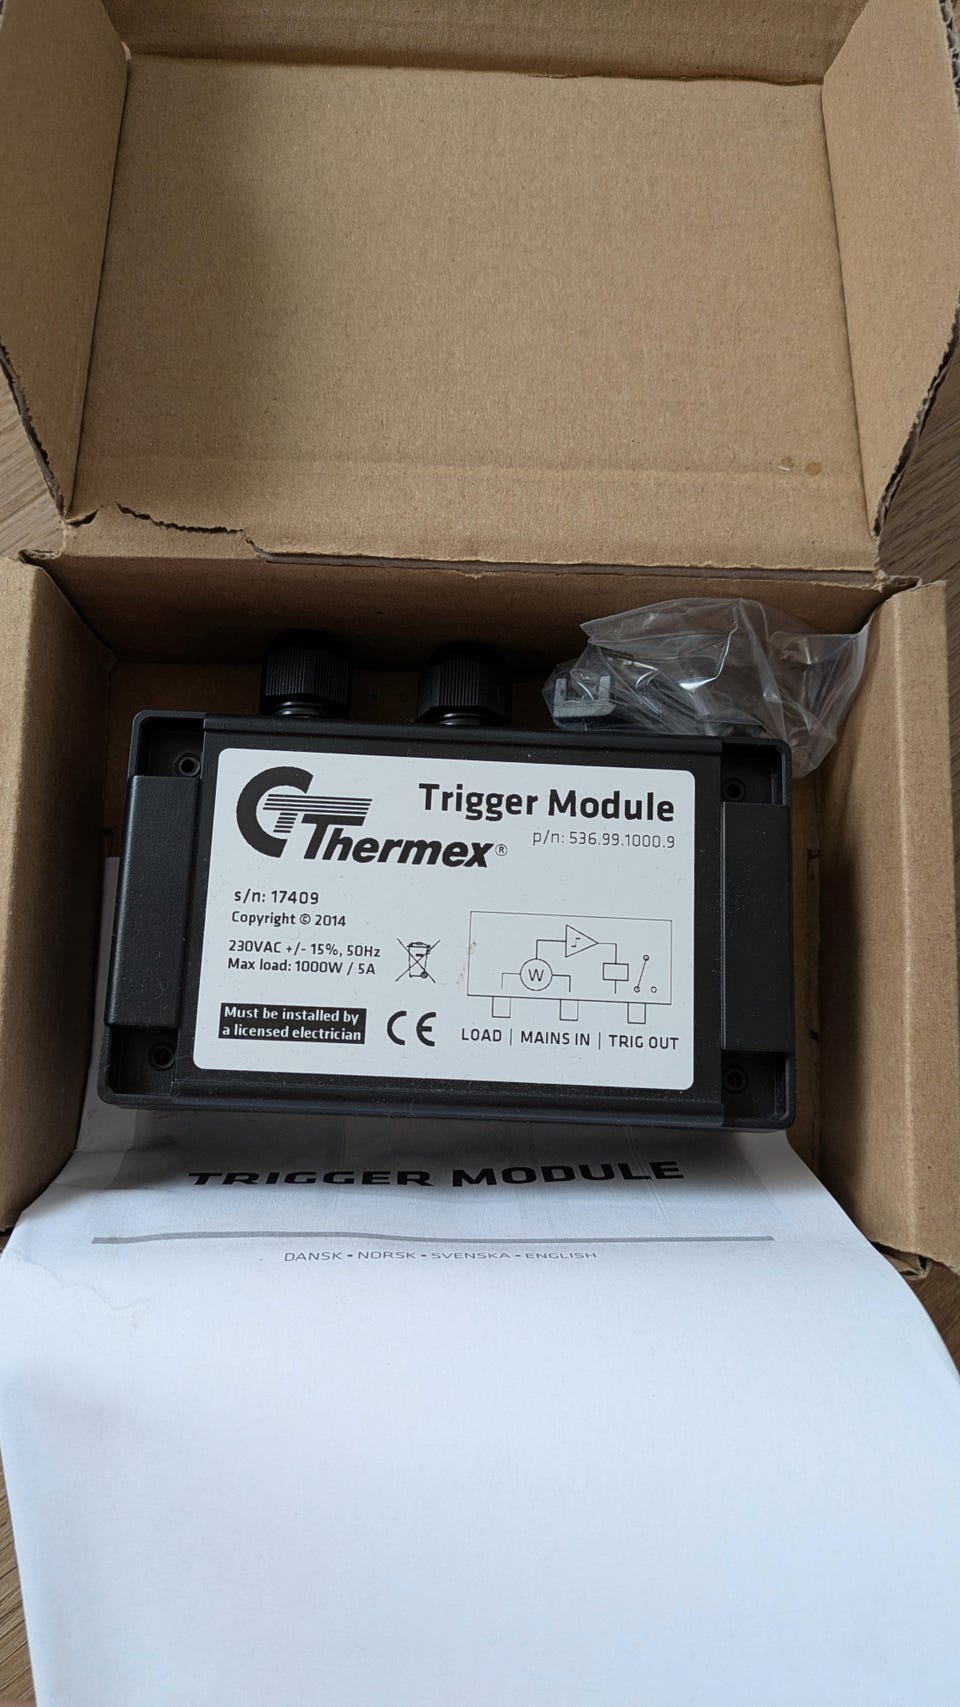 Thermex®
Trigger Module
p/n: 536.99.1000.9
s/n: 17409
Copyright © 2014
230VAC +/- 15%, 50Hz
Max load: 1000W / 5A
Must be installed by
a licensed electrician
CE
W
LOAD | MAINS IN | TRIG OUT
TRIGGER MODULE
DANSK - NORSK - SVENSKA - ENGLISH